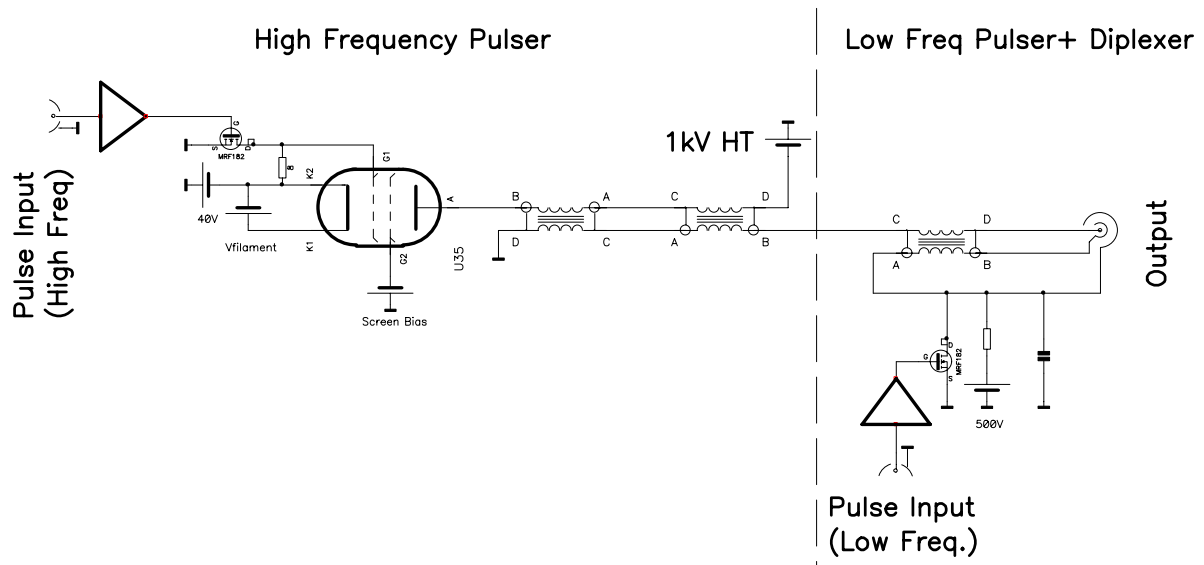 High Frequency Pulser
Low Freq Pulser+ Diplexer
G
S
D
MRF182
8
G1
K2
40V
Vfilament
K1
A
U35
G2
Screen Bias
Pulse Input
(High Freq)
1kV HT
B
A
D
C
C
D
A
B
C
D
A
B
Output
D
G
S
MRF182
500V
Pulse Input
(Low Freq.)